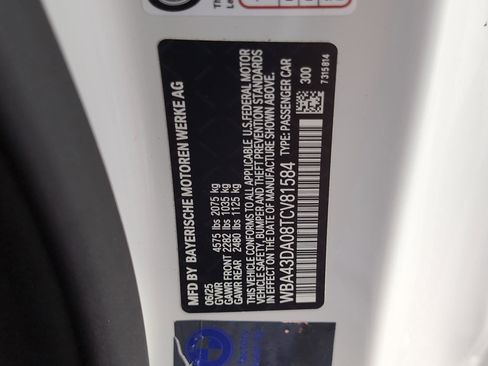 MFD BY BAYERISCHE MOTOREN WERKE AG
06/25
GVWR 4575 lbs 2075 kg
GAWR FRONT 2282 lbs 1035 kg
GAWR REAR 2480 lbs 1125 kg
THIS VEHICLE CONFORMS TO ALL APPLICABLE U.S.FEDERAL MOTOR
VEHICLE SAFETY, BUMPER AND THEFT PREVENTION STANDARDS
IN EFFECT ON THE DATE OF MANUFACTURE SHOWN ABOVE.
WBA43DA08TCV81584 TYPE: PASSENGER CAR
300
7315814